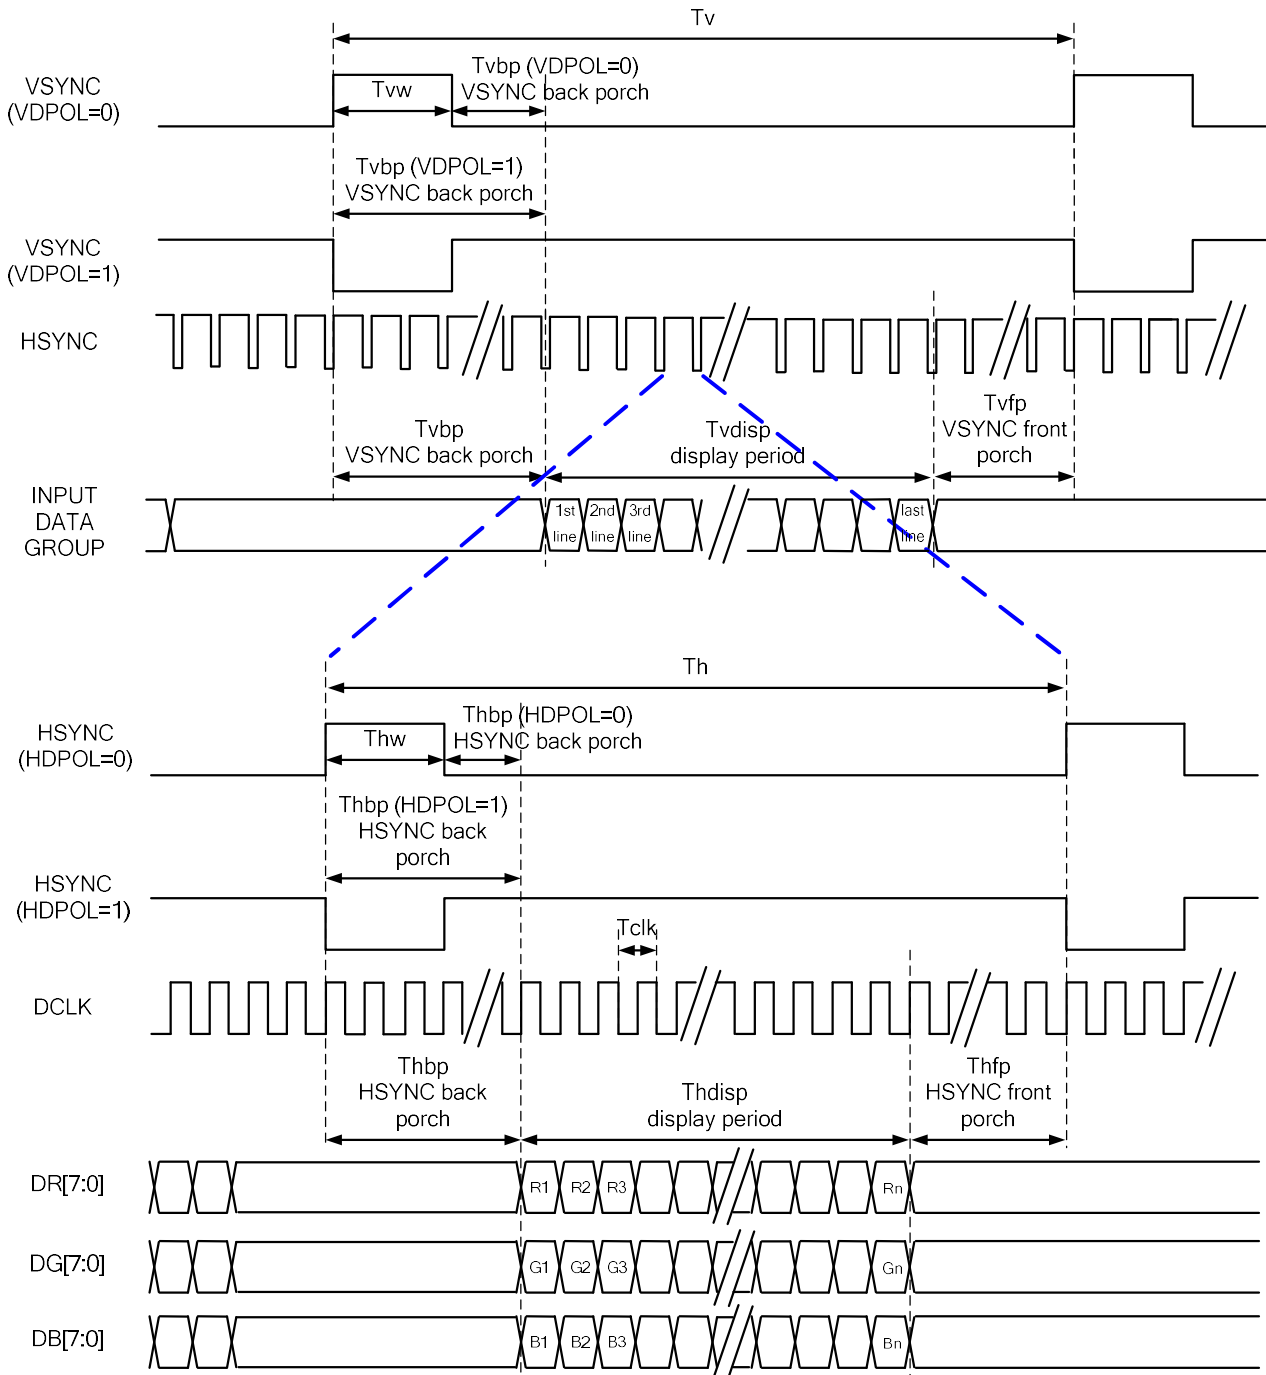 Tv
VSYNC
(VDPOL=0)
Tvw
Tvbp (VDPOL=0)
VSYNC back porch
Tvbp (VDPOL=1)
VSYNC back porch
VSYNC
(VDPOL=1)
HSYNC
Tvbp
VSYNC back porch
Tvdisp
display period
Tvfp
VSYNC front
porch
INPUT
DATA
GROUP
1st
line
2nd
line
3rd
line
last
line
Th
HSYNC
(HDPOL=0)
Thw
Thbp (HDPOL=0)
HSYNC back porch
Thbp (HDPOL=1)
HSYNC back
porch
HSYNC
(HDPOL=1)
Tclk
DCLK
Thbp
HSYNC back
porch
Thdisp
display period
Thfp
HSYNC front
porch
DR[7:0]
R1 R2 R3 Rn
DG[7:0]
G1 G2 G3 Gn
DB[7:0]
B1 B2 B3 Bn